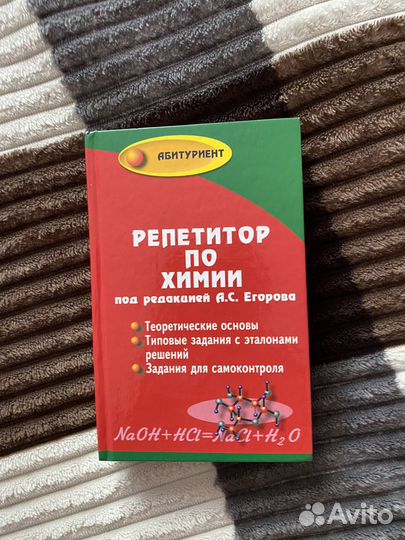 АБИТУРИЕНТ
РЕПЕТИТОР
ПО
ХИМИИ
под редакцией А.С. Егорова
Теоретические основы
Типовые задания с эталонами
решений
Задания для самоконтроля
NaOH+HCl=NaCl+H₂O
Avito